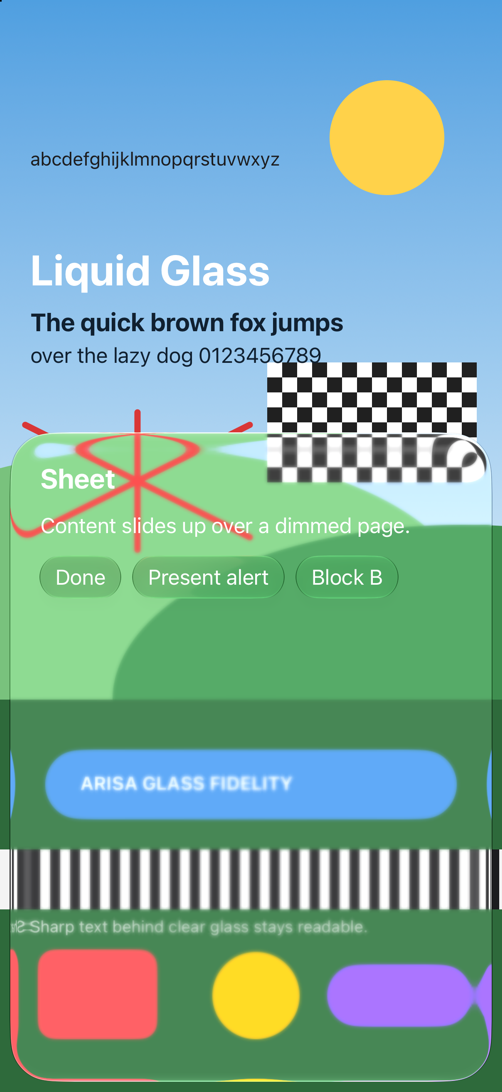 abcdefghijklmnopqrstuvwxyz
Liquid Glass
The quick brown fox jumps
over the lazy dog 0123456789
Sheet
Content slides up over a dimmed page.
Done Present alert Block B
ARISA GLASS FIDELITY
Sharp text behind clear glass stays readable.